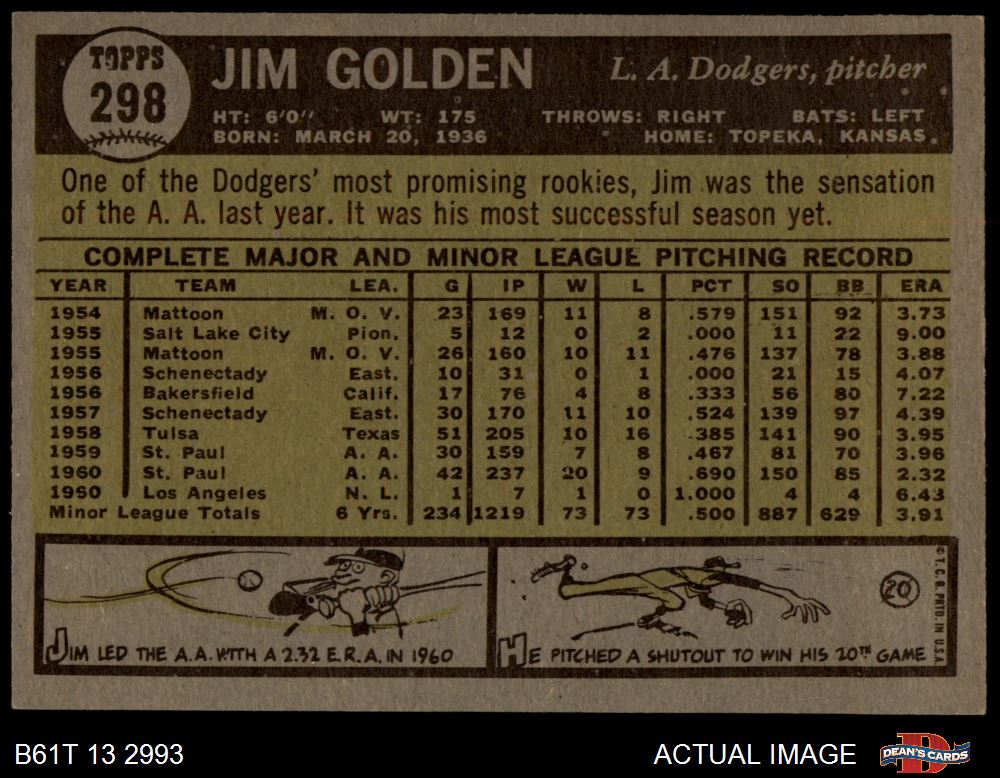 TOPPS
298
JIM GOLDEN
L. A. Dodgers, pitcher
HT: 6'0" WT: 175 THROWS: RIGHT BATS: LEFT
BORN: MARCH 20, 1936 HOME: TOPEKA, KANSAS.
One of the Dodgers' most promising rookies, Jim was the sensation
of the A. A. last year. It was his most successful season yet.
COMPLETE MAJOR AND MINOR LEAGUE PITCHING RECORD
YEAR TEAM LEA. G IP W L PCT SO BB ERA
1954 Mattoon M. O. V. 23 169 11 8 .579 151 92 3.73
1955 Salt Lake City Pion. 5 12 0 2 .000 11 22 9.00
1955 Mattoon M. O. V. 26 160 10 11 .476 137 78 3.88
1956 Schenectady East. 10 31 0 1 .000 21 15 4.07
1956 Bakersfield Calif. 17 76 4 8 .333 56 80 7.22
1957 Schenectady East. 30 170 11 10 .524 139 97 4.39
1958 Tulsa Texas 51 205 10 16 .385 141 90 3.95
1959 St. Paul A. A. 30 159 7 8 .467 81 70 3.96
1960 St. Paul A. A. 42 237 20 9 .690 150 85 2.32
1960 Los Angeles N. L. 1 7 1 0 1.000 4 4 6.43
Minor League Totals 6 Yrs. 234 1219 73 73 .500 887 629 3.91
JIM LED THE A.A. WITH A 2.32 E.R.A. IN 1960
20
HE PITCHED A SHUTOUT TO WIN HIS 20TH GAME
© T. C. G. PRTD. IN U.S.A.
B61T 13 2993
ACTUAL IMAGE
D
DEAN'S CARDS